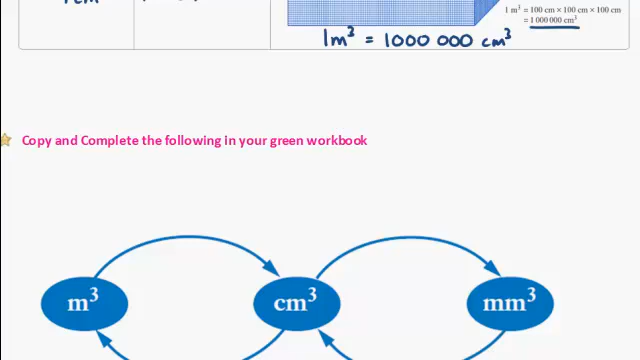 1 m³ = 100 cm × 100 cm × 100 cm
= 1 000 000 cm³
1m³ = 1000 000 cm³
Copy and Complete the following in your green workbook
m³
cm³
mm³